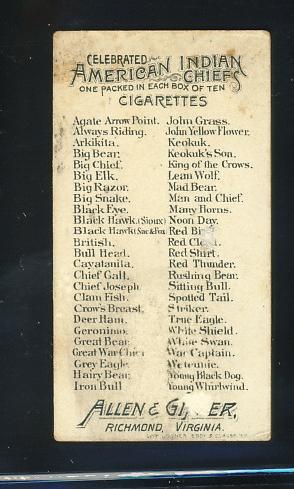 CELEBRATED
AMERICAN INDIAN
CHIEFS
ONE PACKED IN EACH BOX OF TEN
CIGARETTES
Agate Arrow Point. John Grass.
Always Riding. John Yellow Flower.
Arkikita. Keokuk.
Big Bear. Keokuk's Son.
Big Chief. King of the Crows.
Big Elk. Lean Wolf.
Big Razor. Mad Bear.
Big Snake. Man and Chief.
Black Eye. Many Horns.
Black Hawk. (Sioux) Noon Day.
Black Hawk (Sac & Fox) Red Bi
British. Red Cloud.
Bull Head. Red Shirt.
Cayatanita. Red Thunder.
Chief Gall. Rushing Bear.
Chief Joseph. Sitting Bull.
Clam Fish. Spotted Tail.
Crow's Breast. Striker.
Deer Ham. True Eagle.
Geronimo. White Shield.
Great Bear. White Swan.
Great War Chief War Captain.
Grey Eagle. Wetcunie.
Hairy Bear. Young Black Dog.
Iron Bull Young Whirlwind.
ALLEN & GI ER,
RICHMOND, VIRGINIA.